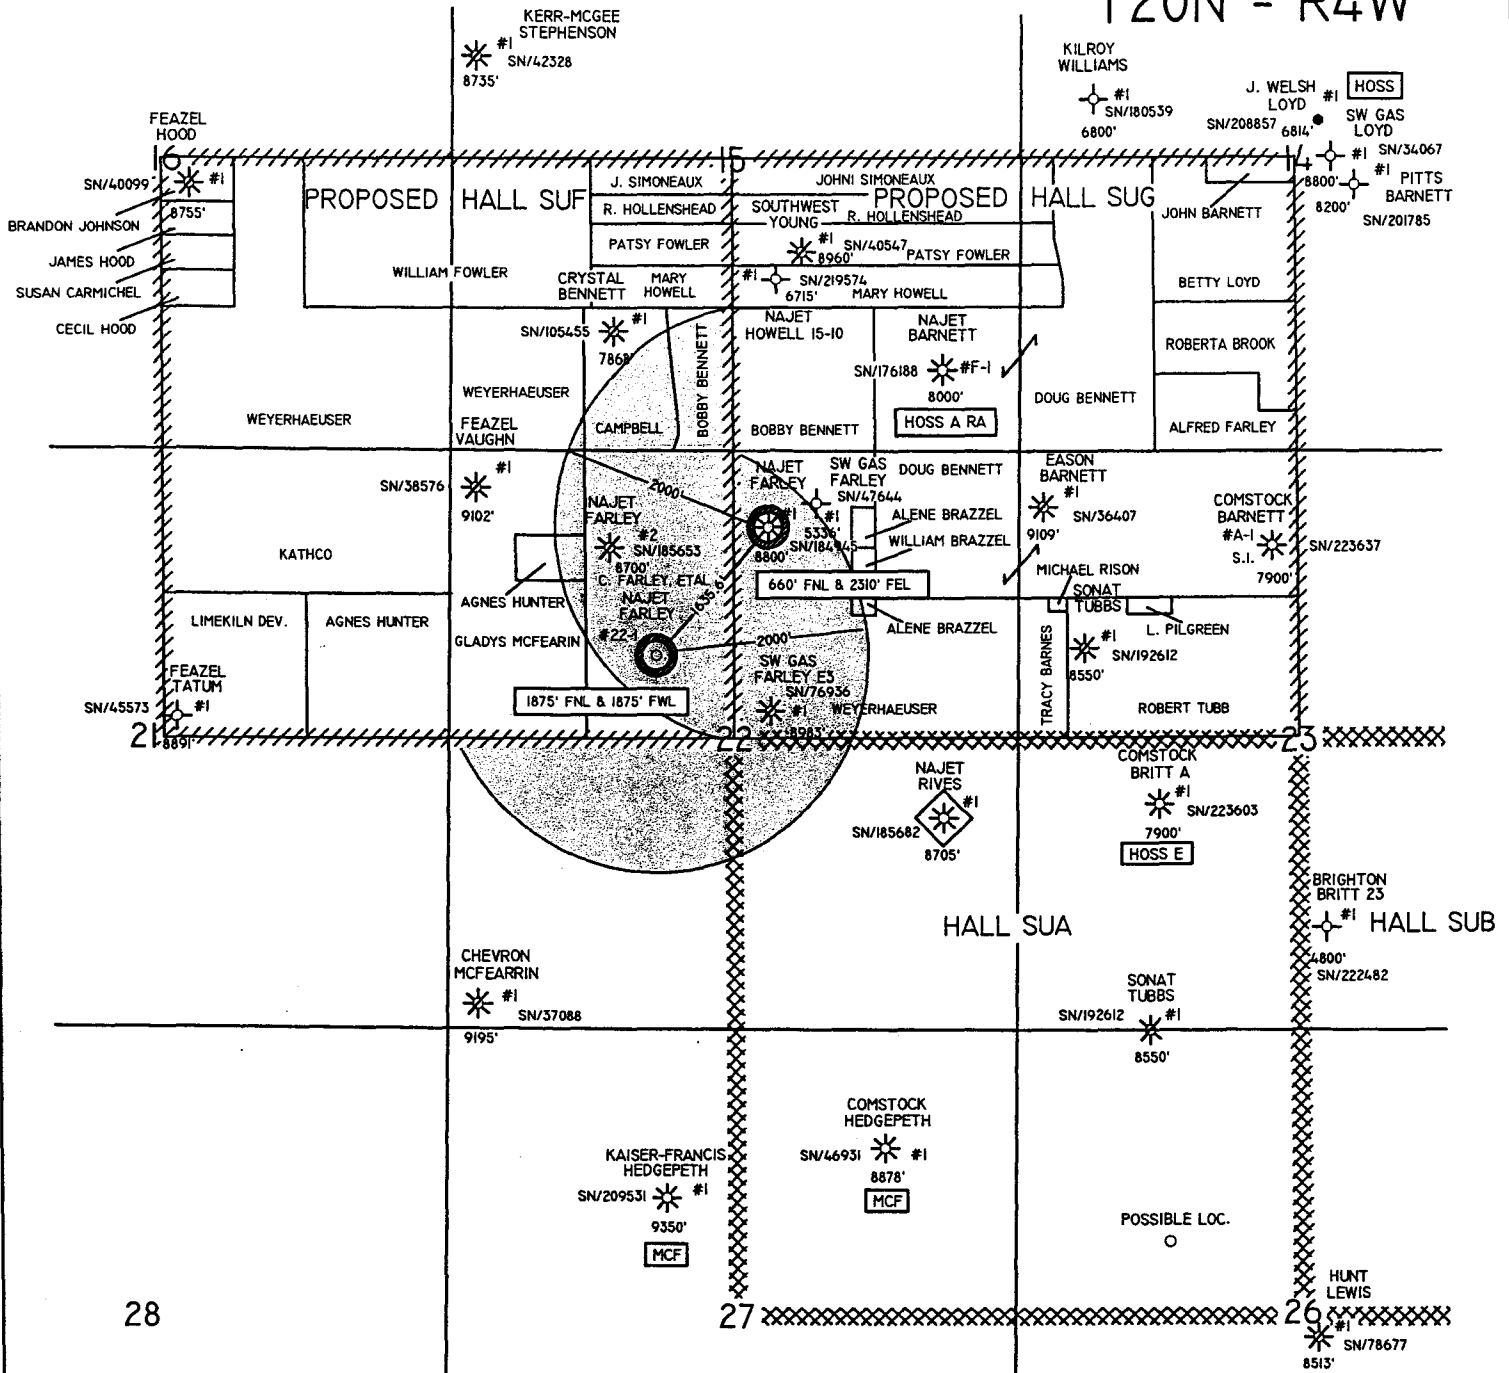 T20N - R4W
KERR-MCGEE
STEPHENSON
#1
SN/42328
8735'
KILROY
WILLIAMS
#1
SN/180539
6800'
J. WELSH
LOYD
#1
HOSS
SN/208857
6814'
SW GAS
LOYD
#1
SN/34067
8800'
#1
PITTS
BARNETT
8200'
SN/201785
FEAZEL
HOOD
16
15
14
SN/40099
#1
8755'
BRANDON JOHNSON
JAMES HOOD
SUSAN CARMICHEL
CECIL HOOD
PROPOSED HALL SUF
J. SIMONEAUX
R. HOLLENSHEAD
PATSY FOWLER
WILLIAM FOWLER
CRYSTAL
BENNETT
MARY
HOWELL
JOHNI SIMONEAUX
PROPOSED HALL SUG
SOUTHWEST
YOUNG
R. HOLLENSHEAD
#1
SN/40547
8960'
PATSY FOWLER
#1
SN/219574
6715'
MARY HOWELL
JOHN BARNETT
BETTY LOYD
ROBERTA BROOK
ALFRED FARLEY
SN/105455
#1
7868'
BOBBY BENNETT
NAJET
HOWELL 15-10
NAJET
BARNETT
SN/176188
#F-1
8000'
HOSS A RA
DOUG BENNETT
WEYERHAEUSER
WEYERHAEUSER
CAMPBELL
BOBBY BENNETT
FEAZEL
VAUGHN
#1
SN/38576
9102'
KATHCO
2000'
NAJET
FARLEY
#1
SN/184945
8800'
SW GAS
FARLEY
SN/47644
#1
5336'
DOUG BENNETT
ALENE BRAZZEL
WILLIAM BRAZZEL
EASON
BARNETT
#1
SN/36407
9109'
COMSTOCK
BARNETT
#A-1
S.I.
SN/223637
7900'
NAJET
FARLEY
#2
SN/185653
8700'
C. FARLEY ETAL
NAJET
FARLEY
#22-1
1635.6'
660' FNL & 2310' FEL
AGNES HUNTER
LIMEKILN DEV.
AGNES HUNTER
GLADYS MCFEARIN
ALENE BRAZZEL
2000'
MICHAEL RISON
SONAT
TUBBS
#1
SN/192612
8550'
L. PILGREEN
TRACY BARNES
ROBERT TUBB
FEAZEL
TATUM
SN/45573
#1
8891'
1875' FNL & 1875' FWL
SW GAS
FARLEY E3
SN/76936
#1
8983'
WEYERHAEUSER
21
22
23
NAJET
RIVES
#1
SN/185682
8705'
COMSTOCK
BRITT A
#1
SN/223603
7900'
HOSS E
BRIGHTON
BRITT 23
#1
4800'
SN/222482
HALL SUA
HALL SUB
CHEVRON
MCFEARRIN
#1
SN/37088
9195'
SONAT
TUBBS
SN/192612
#1
8550'
COMSTOCK
HEDGEPETH
SN/46931
#1
8878'
MCF
KAISER-FRANCIS
HEDGEPETH
SN/209531
#1
9350'
MCF
POSSIBLE LOC.
HUNT
LEWIS
#1
SN/78677
8513'
28
27
26